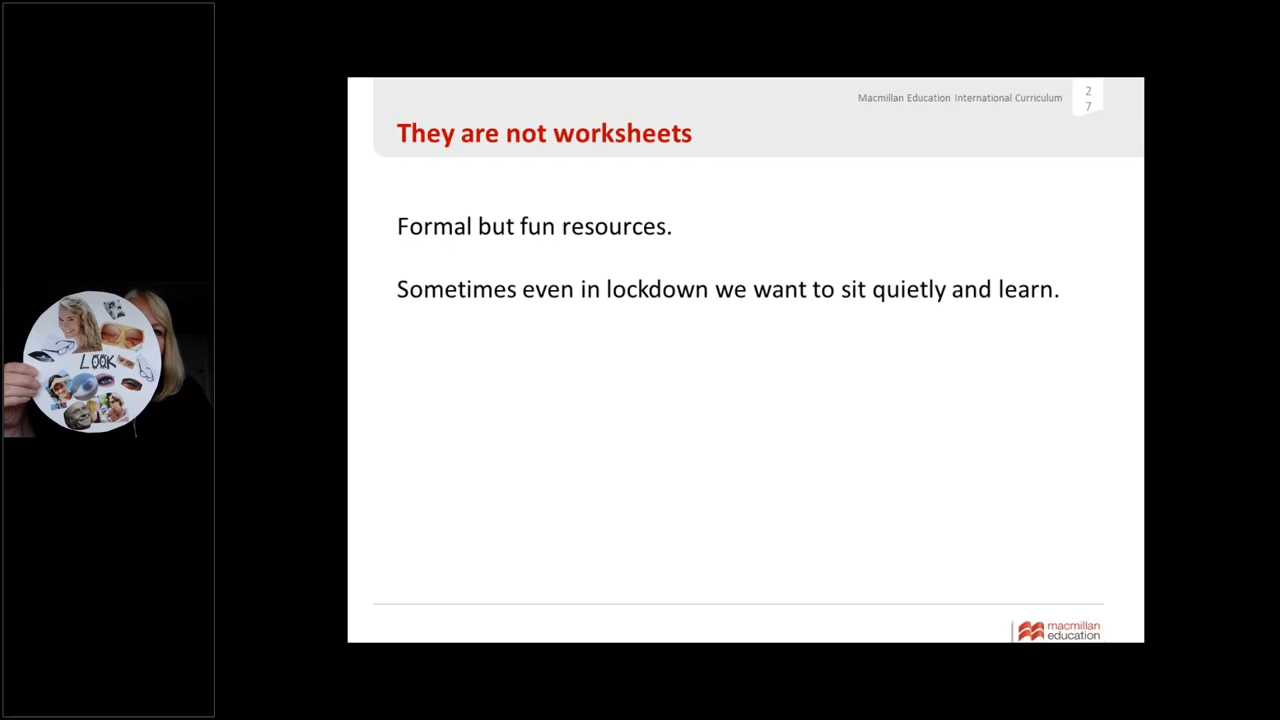 Macmillan Education International Curriculum
2
7
They are not worksheets
Formal but fun resources.
Sometimes even in lockdown we want to sit quietly and learn.
LOOK
macmillan
education